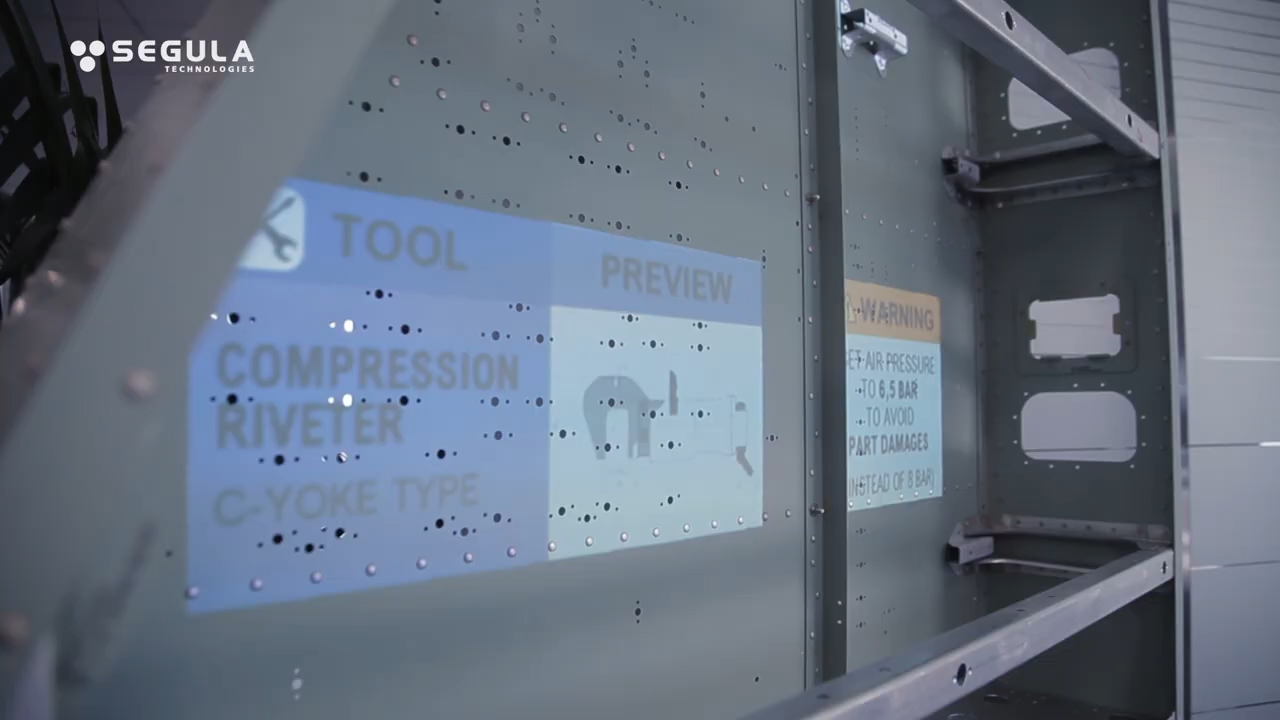 SEGULA
TECHNOLOGIES
TOOL
PREVIEW
COMPRESSION
RIVETER
C-YOKE TYPE
WARNING
ET AIR PRESSURE
TO 6,5 BAR
TO AVOID
PART DAMAGES
(INSTEAD OF 8 BAR)